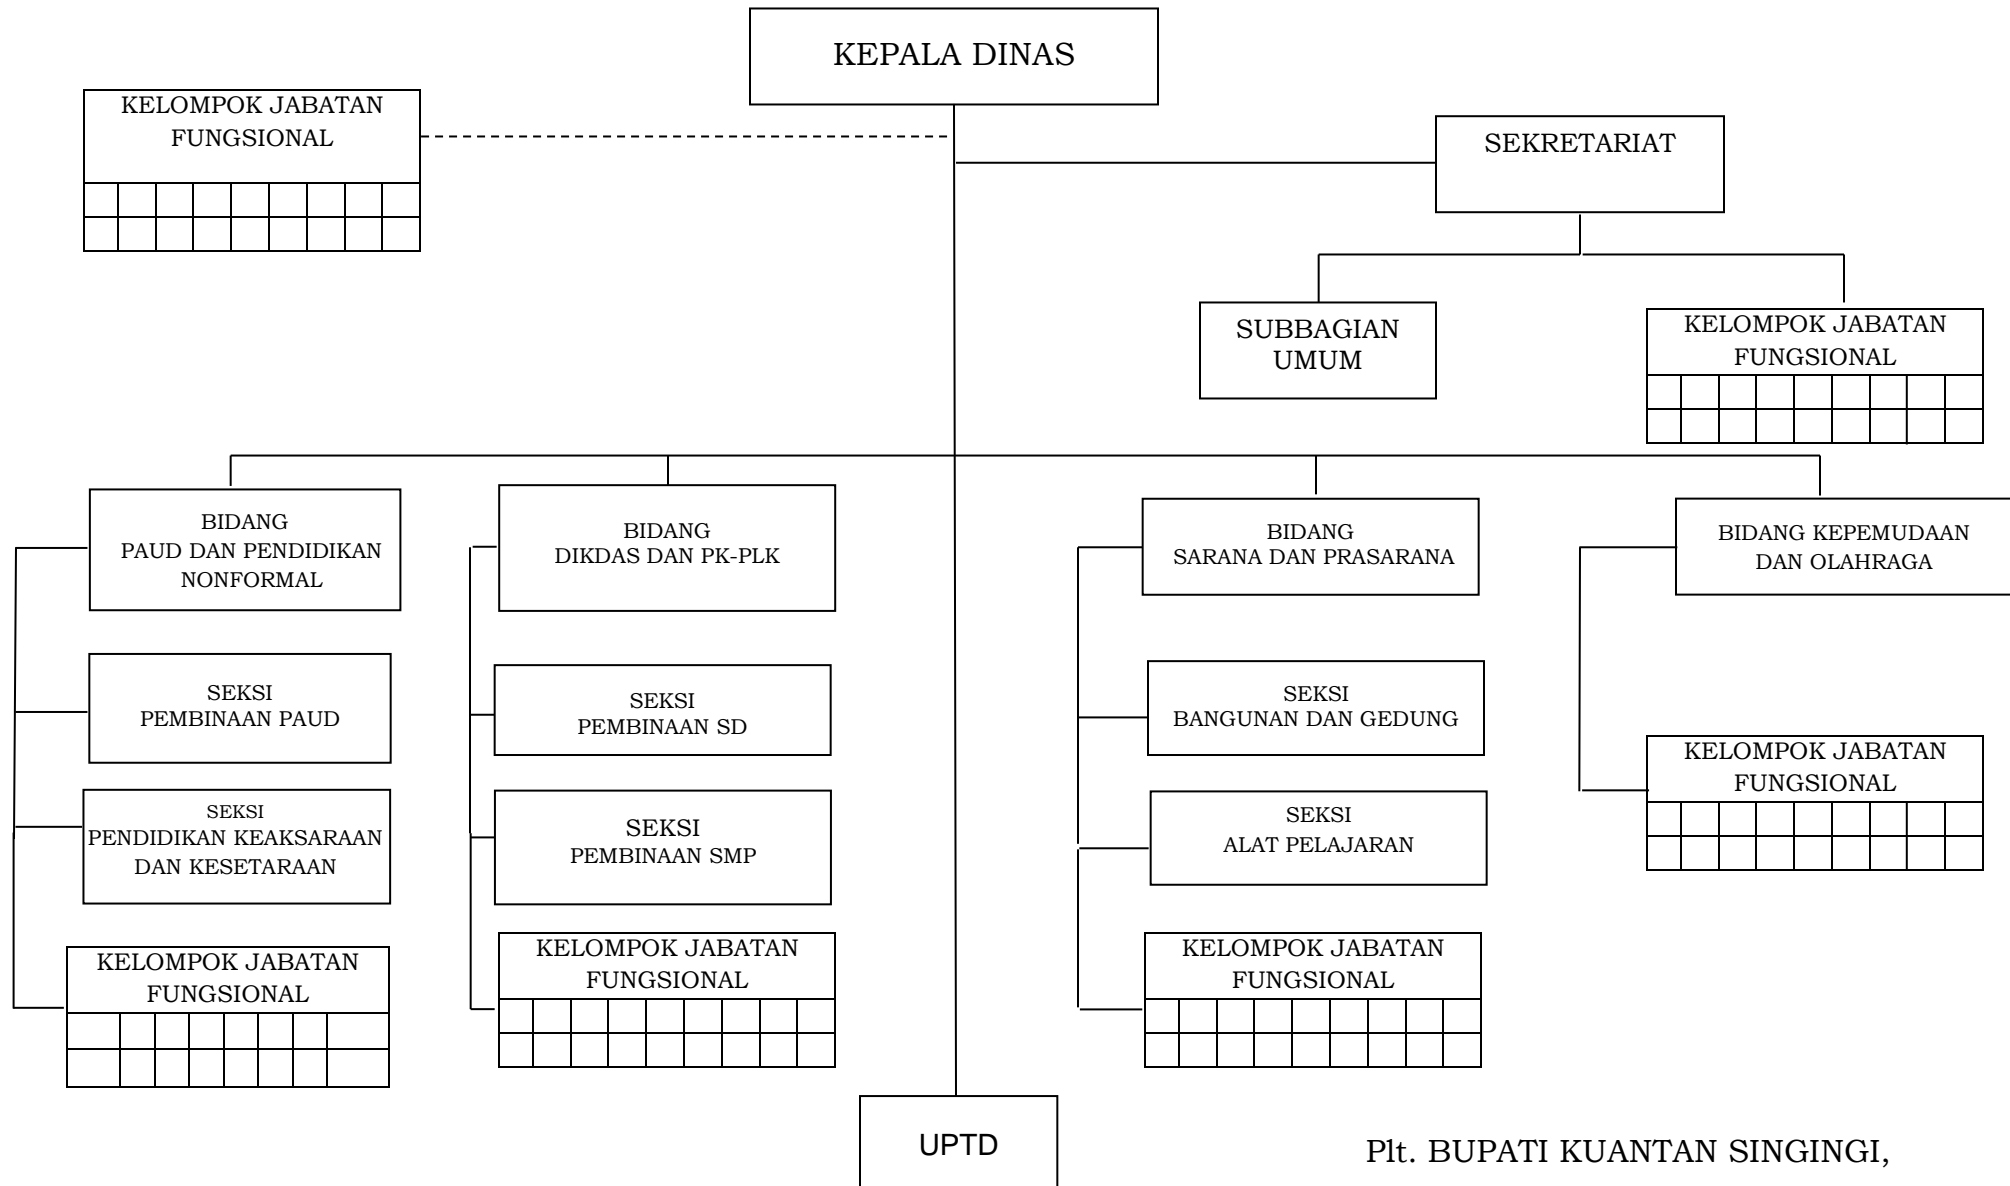 KEPALA DINAS
KELOMPOK JABATAN
FUNGSIONAL
SEKRETARIAT
SUBBAGIAN
UMUM
KELOMPOK JABATAN
FUNGSIONAL
BIDANG
PAUD DAN PENDIDIKAN
NONFORMAL
BIDANG
DIKDAS DAN PK-PLK
BIDANG
SARANA DAN PRASARANA
BIDANG KEPEMUDAAN
DAN OLAHRAGA
SEKSI
PEMBINAAN PAUD
SEKSI
PEMBINAAN SD
SEKSI
BANGUNAN DAN GEDUNG
KELOMPOK JABATAN
FUNGSIONAL
SEKSI
PENDIDIKAN KEAKSARAAN
DAN KESETARAAN
SEKSI
PEMBINAAN SMP
SEKSI
ALAT PELAJARAN
KELOMPOK JABATAN
FUNGSIONAL
KELOMPOK JABATAN
FUNGSIONAL
KELOMPOK JABATAN
FUNGSIONAL
UPTD
Plt. BUPATI KUANTAN SINGINGI,